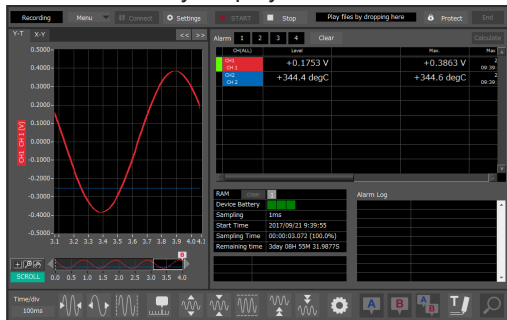 Recording Menu Connect Settings START Stop Play files by dropping here Protect End
Y-T X-Y << >>
Alarm 1 2 3 4 Clear Calculate
CH(ALL) Level Max. Max
CH1 CH 1 +0.1753 V +0.3863 V 09:39
CH2 CH 2 +344.4 degC +344.6 degC 09:39
0.5000
0.4000
0.3000
0.2000
0.1000
0.0000
-0.1000
-0.2000
-0.3000
-0.4000
-0.5000
CH1 CH 1 [V]
3.1 3.2 3.3 3.4 3.5 3.6 3.7 3.8 3.9 4.0 4.1
B
SCROLL 0.0 0.5 1.0 1.5 2.0 2.5 3.0 3.5 4.0
RAM Clear 1
Device Battery
Sampling 1ms
Start Time 2017/09/21 9:39:55
Sampling Time 00:00:03.072 (100.0%)
Remaining time 3day 08H 55M 31.9877S
Alarm Log
Time/div
100ms
A B A B T